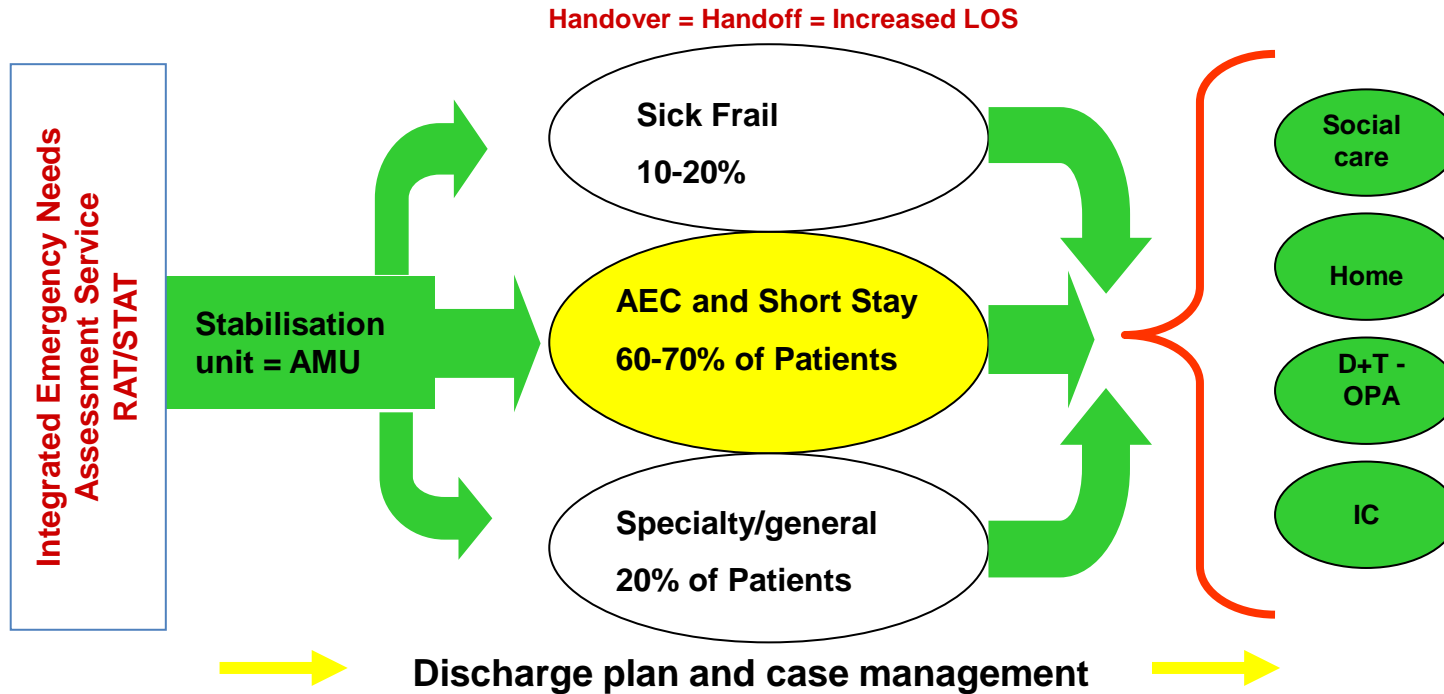 Handover = Handoff = Increased LOS
Integrated Emergency Needs
Assessment Service
RAT/STAT
Stabilisation
unit = AMU
Sick Frail
10-20%
AEC and Short Stay
60-70% of Patients
Specialty/general
20% of Patients
Social
care
Home
D+T -
OPA
IC
Discharge plan and case management